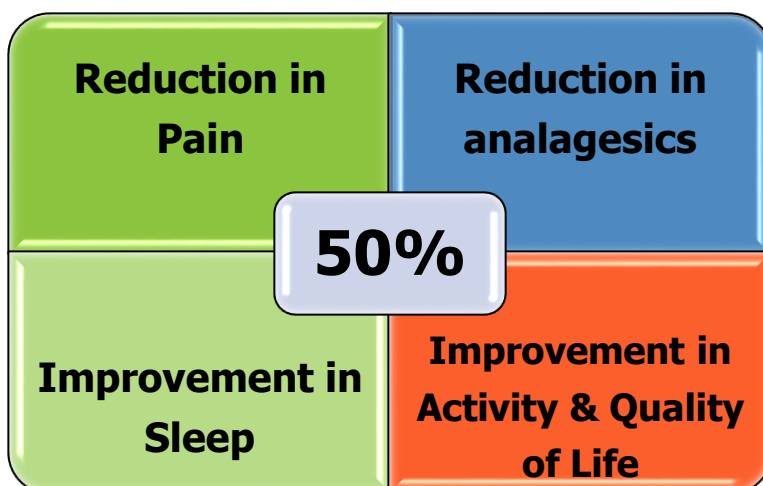 Reduction in
Pain
Reduction in
analagesics
50%
Improvement in
Sleep
Improvement in
Activity & Quality
of Life